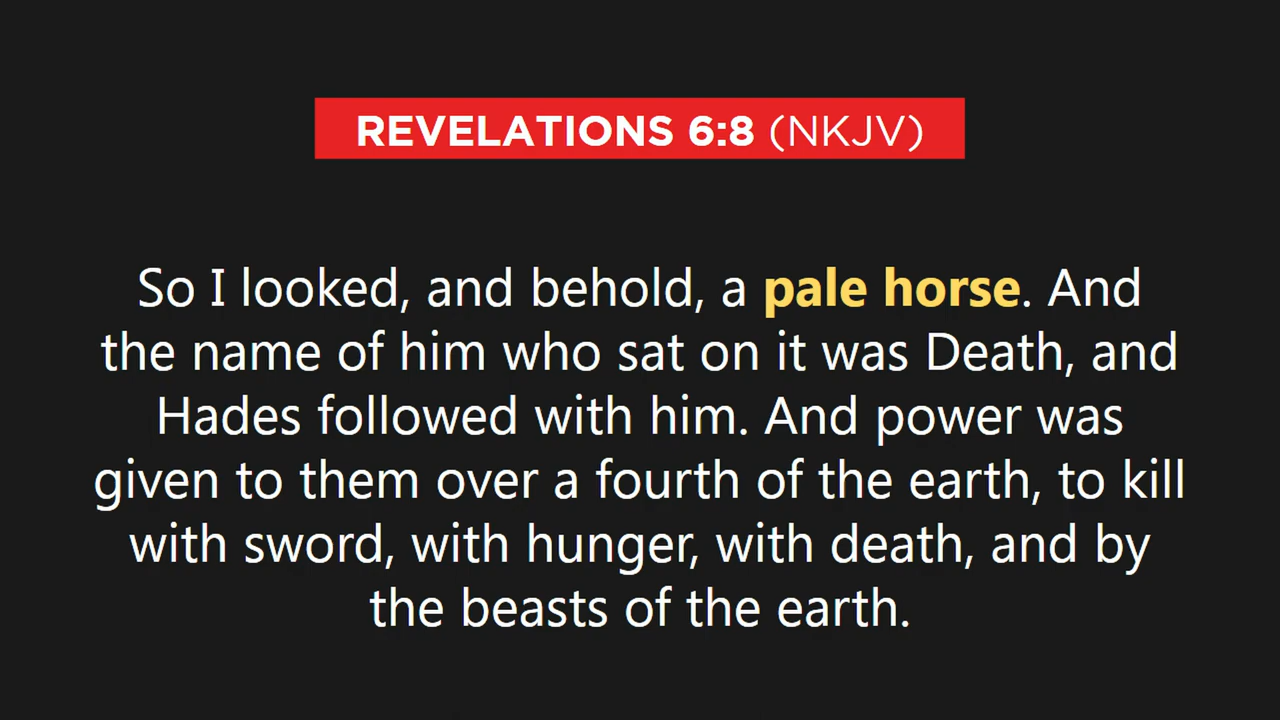 REVELATIONS 6:8 (NKJV)
So I looked, and behold, a pale horse. And
the name of him who sat on it was Death, and
Hades followed with him. And power was
given to them over a fourth of the earth, to kill
with sword, with hunger, with death, and by
the beasts of the earth.